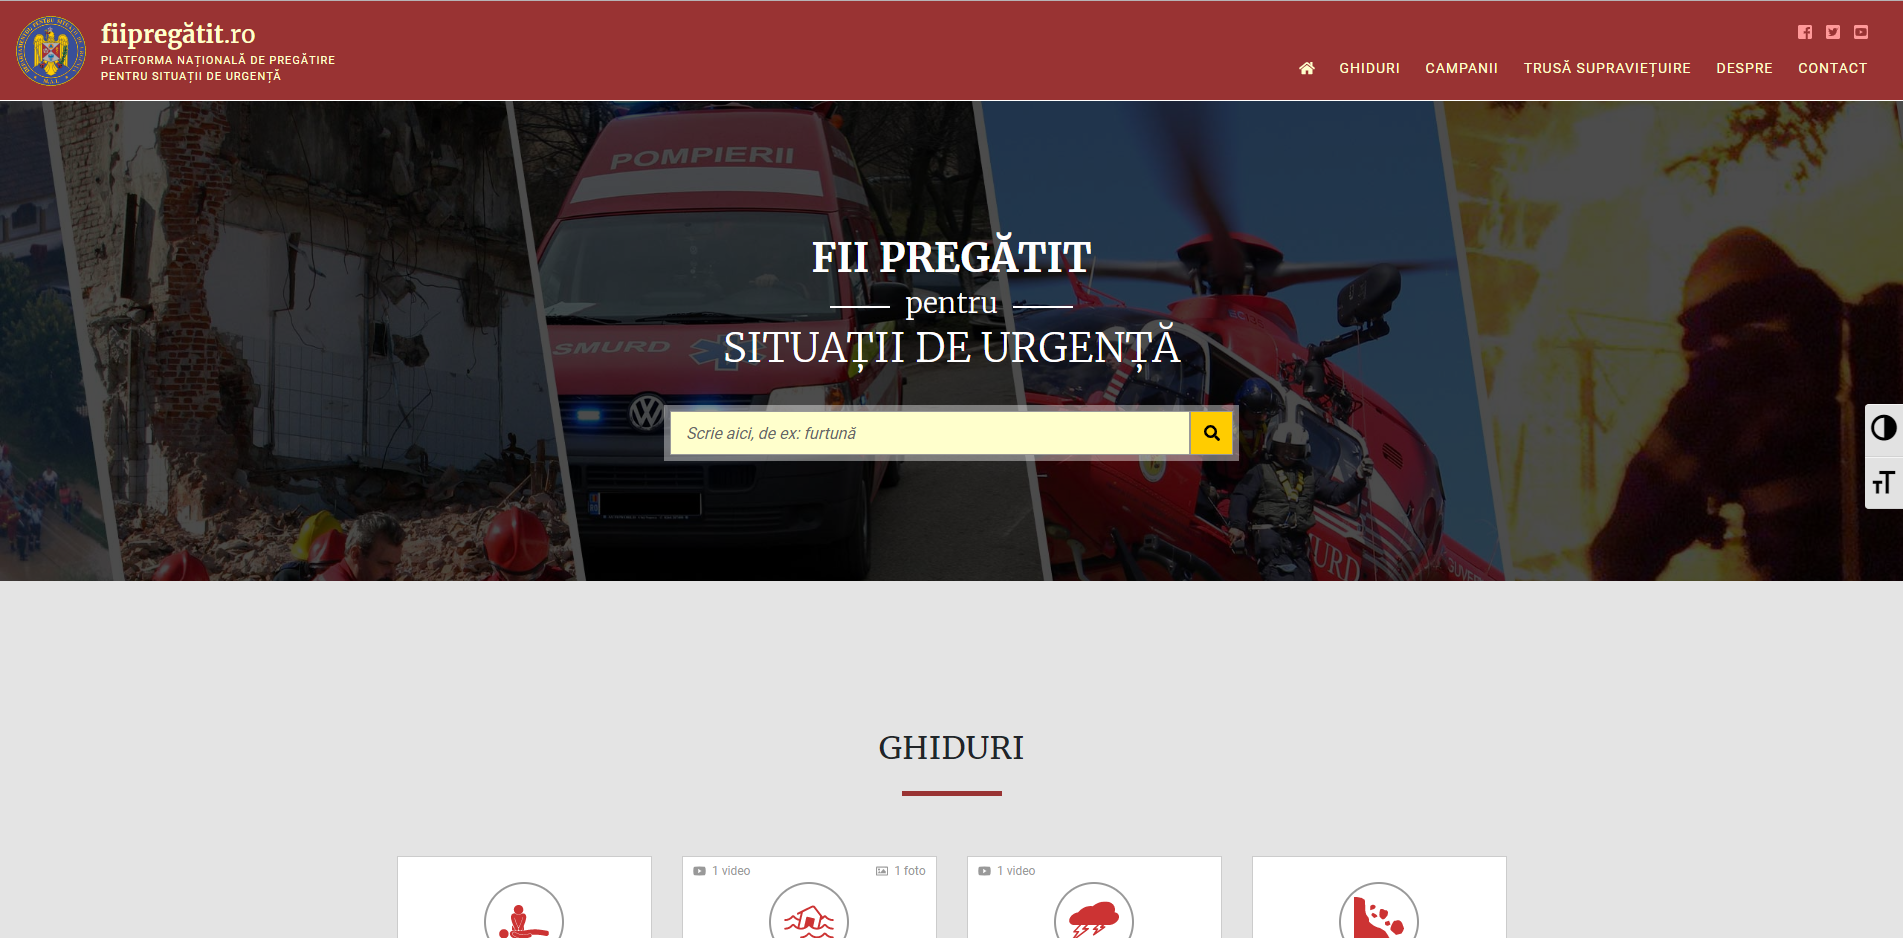 fiipregătit.ro
PLATFORMA NAȚIONALĂ DE PREGĂTIRE
PENTRU SITUAȚII DE URGENȚĂ
GHIDURI CAMPANII TRUSĂ SUPRAVIEȚUIRE DESPRE CONTACT
POMPIERII
FII PREGĂTIT
pentru
SITUAȚII DE URGENȚĂ
SMURD
Scrie aici, de ex: furtună
GHIDURI
1 video 1 foto
1 video